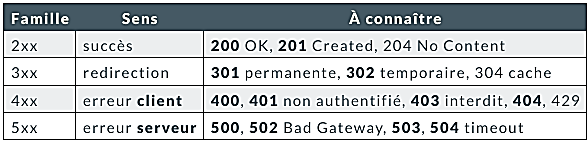 Famille Sens À connaître
2xx succès 200 OK, 201 Created, 204 No Content
3xx redirection 301 permanente, 302 temporaire, 304 cache
4xx erreur client 400, 401 non authentifié, 403 interdit, 404, 429
5xx erreur serveur 500, 502 Bad Gateway, 503, 504 timeout